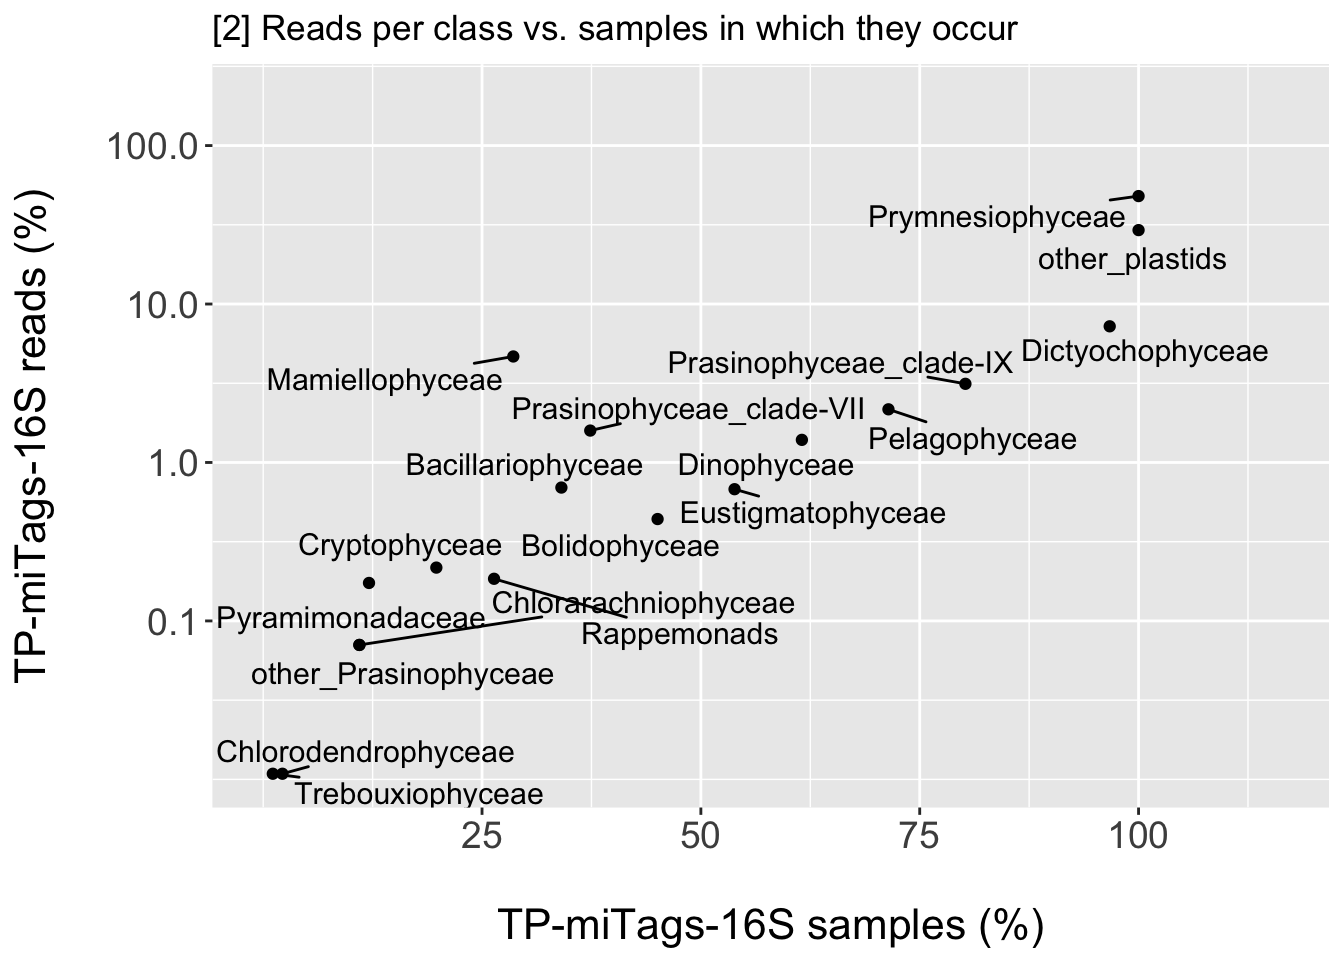 [2] Reads per class vs. samples in which they occur
TP-miTags-16S reads (%)
100.0
10.0
1.0
0.1
Prymnesiophyceae
other_plastids
Dictyochophyceae
Prasinophyceae_clade-IX
Mamiellophyceae
Prasinophyceae_clade-VII
Pelagophyceae
Bacillariophyceae
Dinophyceae
Eustigmatophyceae
Cryptophyceae
Bolidophyceae
Chlorarachniophyceae
Pyramimonadaceae
Rappemonads
other_Prasinophyceae
Chlorodendrophyceae
Trebouxiophyceae
25 50 75 100
TP-miTags-16S samples (%)